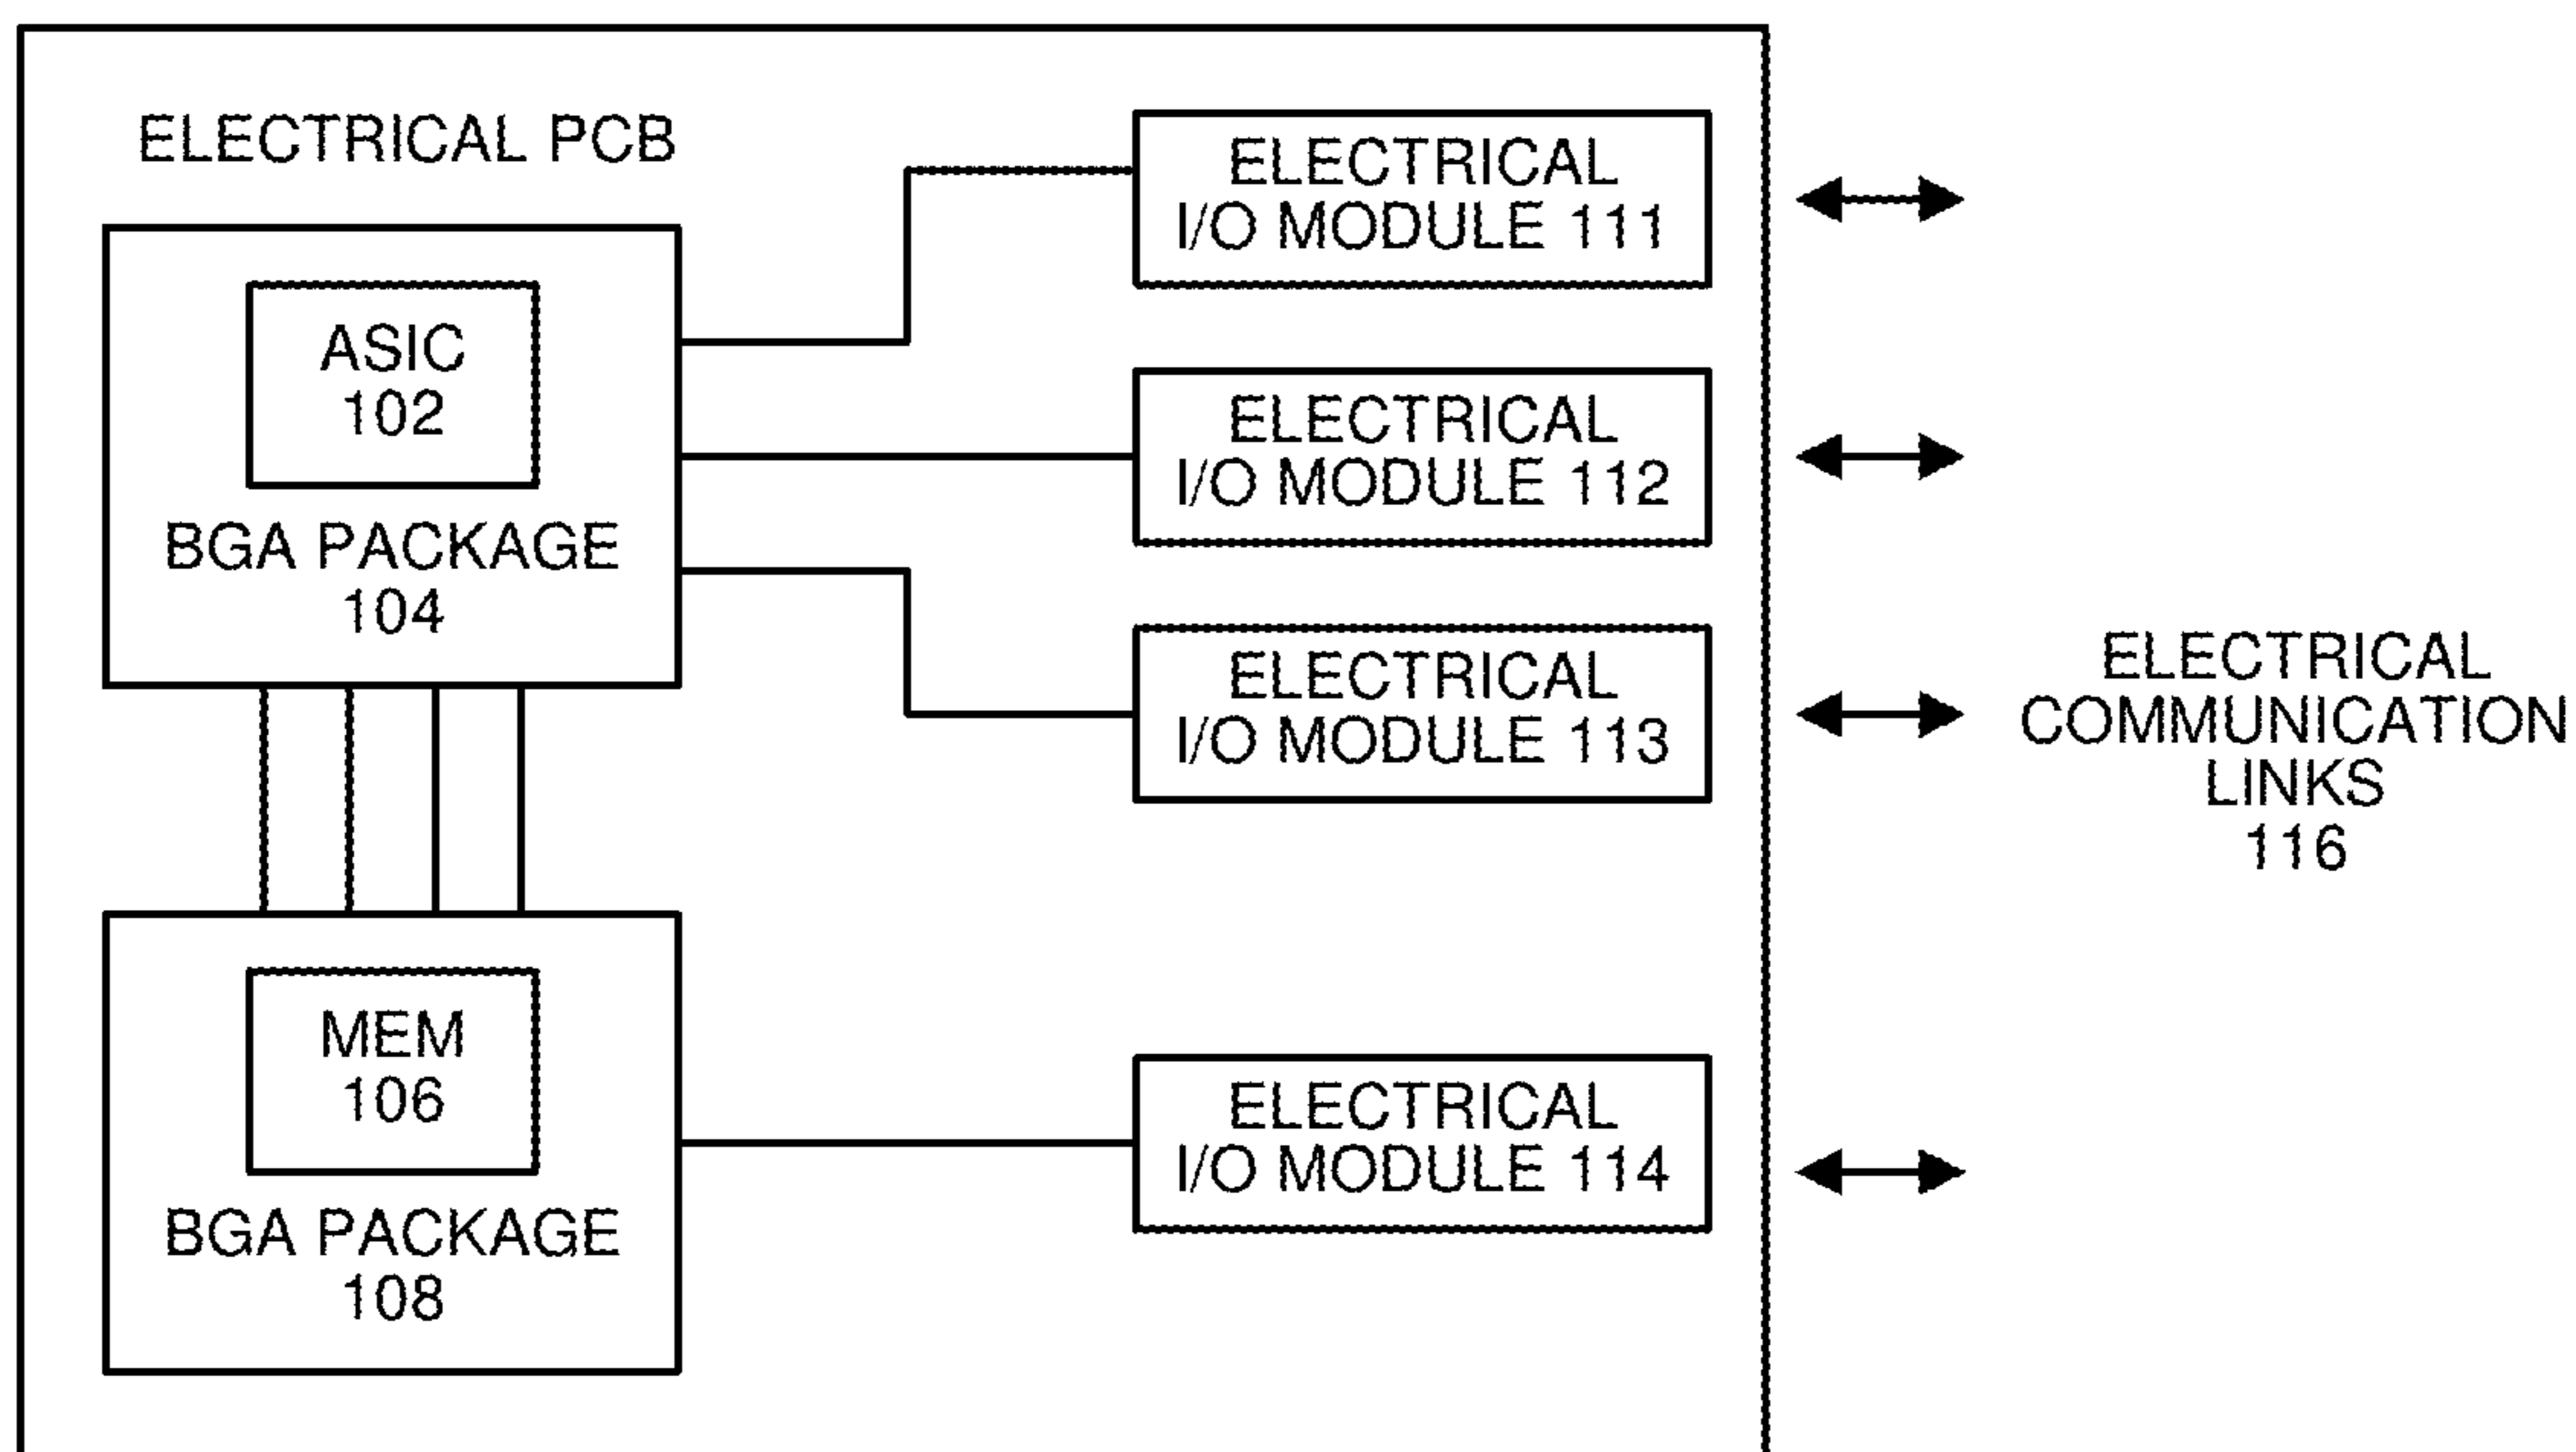 ELECTRICAL PCB
ASIC
102
BGA PACKAGE
104
MEM
106
BGA PACKAGE
108
ELECTRICAL
I/O MODULE 111
ELECTRICAL
I/O MODULE 112
ELECTRICAL
I/O MODULE 113
ELECTRICAL
I/O MODULE 114
ELECTRICAL
COMMUNICATION
LINKS
116